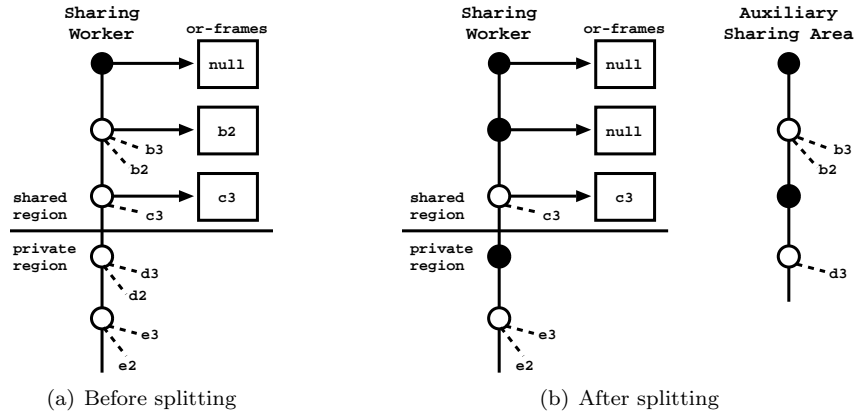 Sharing
Worker
or-frames
null
b2
b3
b2
c3
shared
region
c3
private
region
d3
d2
e3
e2
(a) Before splitting
Sharing
Worker
or-frames
null
null
shared
region
c3
c3
private
region
e3
e2
Auxiliary
Sharing Area
b3
b2
d3
(b) After splitting